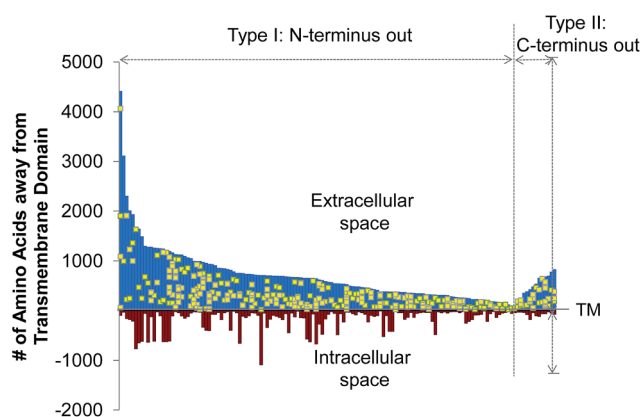 Type I: N-terminus out
Type II:
C-terminus out
# of Amino Acids away from
Transmembrane Domain
5000
4000
3000
2000
1000
-1000
-2000
Extracellular
space
TM
Intracellular
space